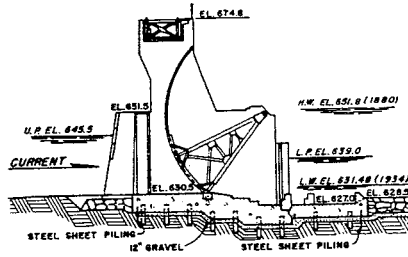 EL. 674.8
EL. 651.5
H.W. EL. 651.8 (1880)
U.P. EL. 645.5
L.P. EL. 639.0
CURRENT
EL. 630.5
L.W. EL. 631.48 (1934)
EL. 627.0
EL. 628.5
STEEL SHEET PILING
12" GRAVEL
STEEL SHEET PILING